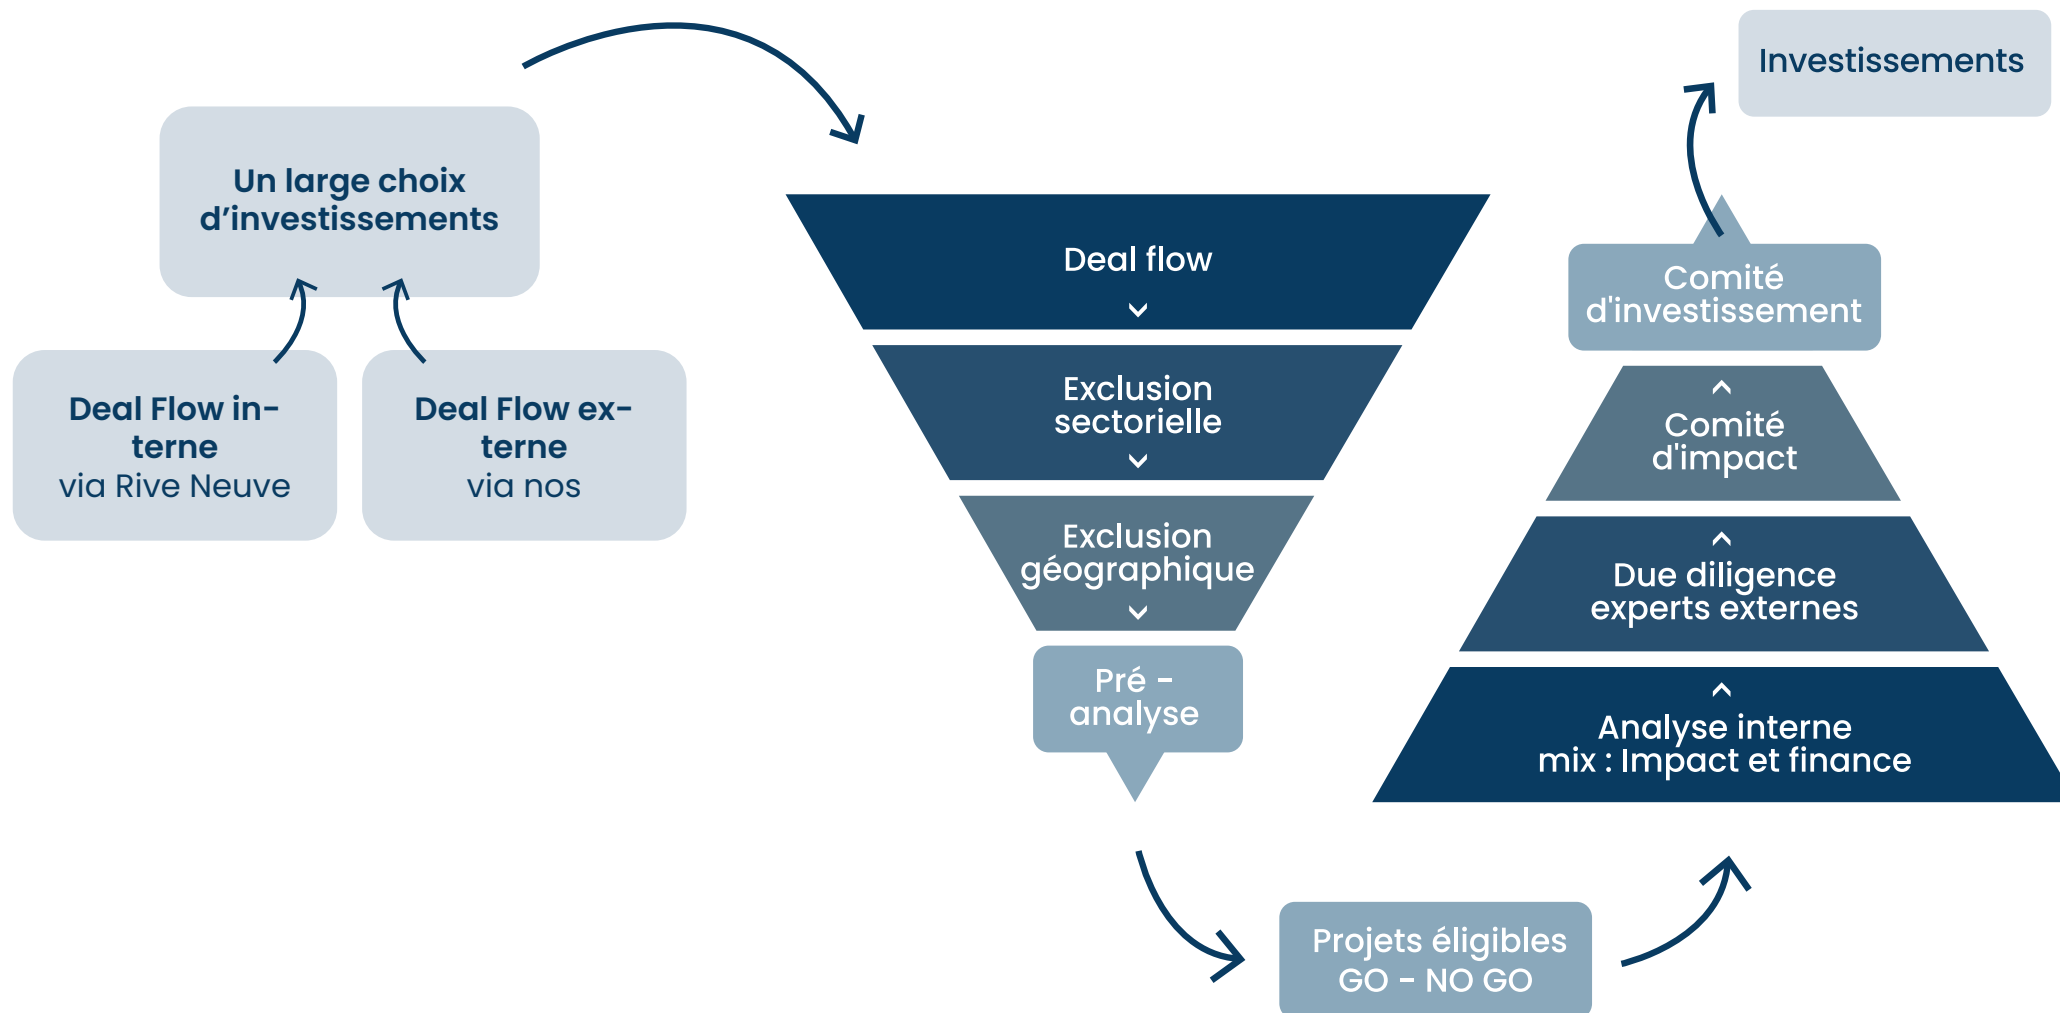 Un large choix
d’investissements
Deal Flow in-
terne
via Rive Neuve
Deal Flow ex-
terne
via nos
Deal flow
Exclusion
sectorielle
Exclusion
géographique
Pré -
analyse
Projets éligibles
GO - NO GO
Analyse interne
mix : Impact et finance
Due diligence
experts externes
Comité
d'impact
Comité
d'investissement
Investissements